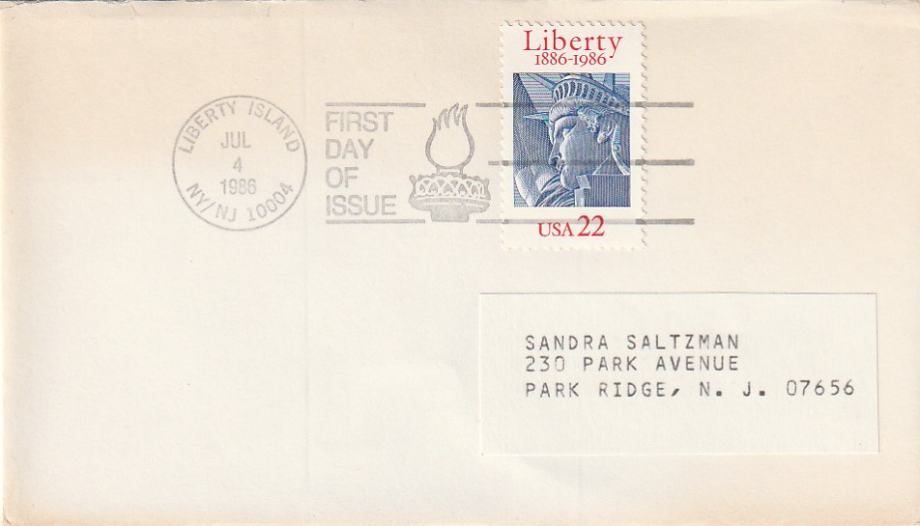 LIBERTY ISLAND
JUL
4
1986
NY/NJ 10004
FIRST
DAY
OF
ISSUE
Liberty
1886-1986
USA 22
SANDRA SALTZMAN
230 PARK AVENUE
PARK RIDGE, N. J. 07656